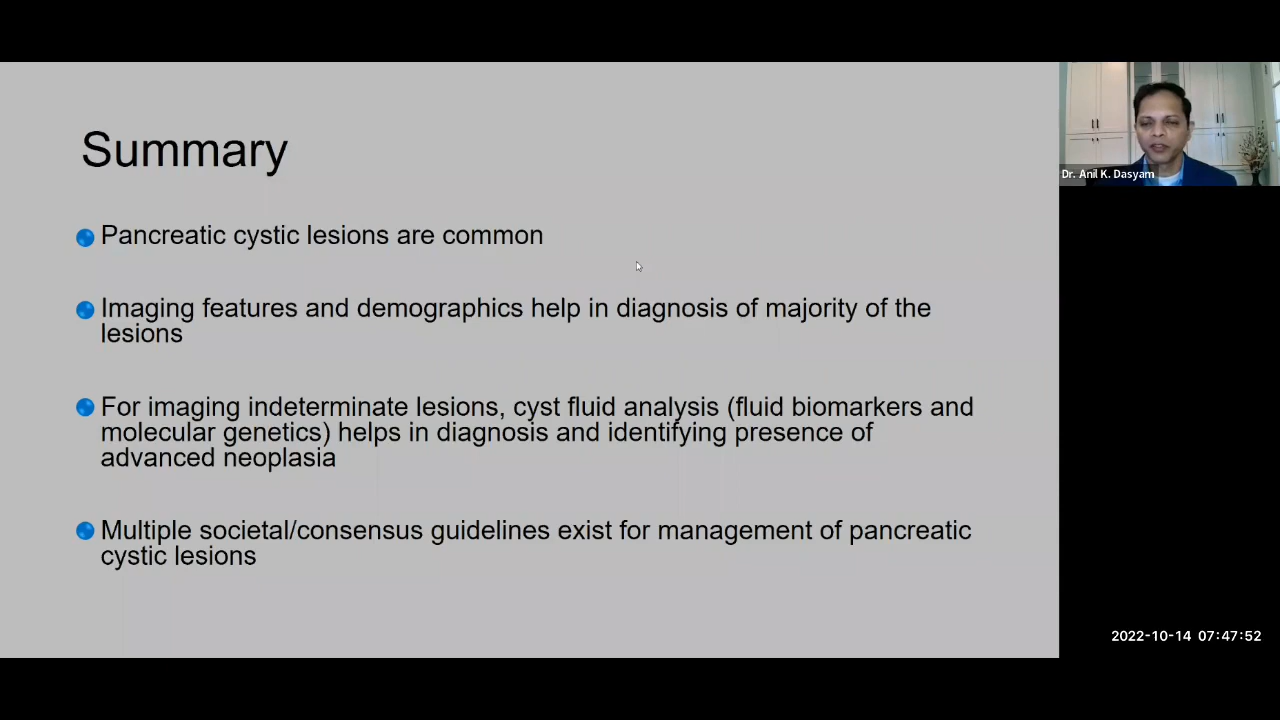 Summary
Pancreatic cystic lesions are common
Imaging features and demographics help in diagnosis of majority of the
lesions
For imaging indeterminate lesions, cyst fluid analysis (fluid biomarkers and
molecular genetics) helps in diagnosis and identifying presence of
advanced neoplasia
Multiple societal/consensus guidelines exist for management of pancreatic
cystic lesions
Dr. Anil K. Dasyam
2022-10-14 07:47:52